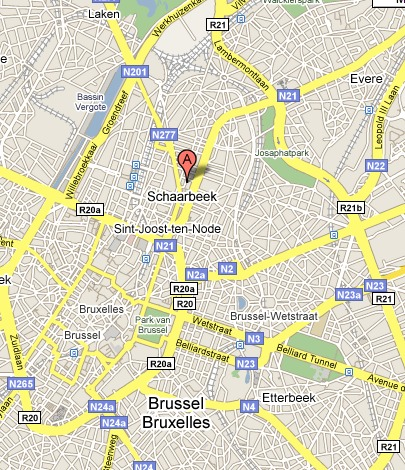 Laken
R21
Werkhuizenkaai
Lambermontlaan
N201
Evere
Bassin
Vergote
Groendreef
N21
Leopold III Laan
N277
A
Josaphatpark
N22
Willebroekkaai
Schaarbeek
R20a
R21b
Sint-Joost-ten-Node
N21
N2a
N2
R20a
N23
R20
N23a
R21
Bruxelles
Park van
Brussel
Brussel-Wetstraat
Wetstraat
Brussel
N3
Zuidlaan
Belliardstraat
Belliard Tunnel
R20a
N23
N265
Avenue d
Etterbeek
Brussel
Bruxelles
N24a
N4
R20
N24a
R21
N24